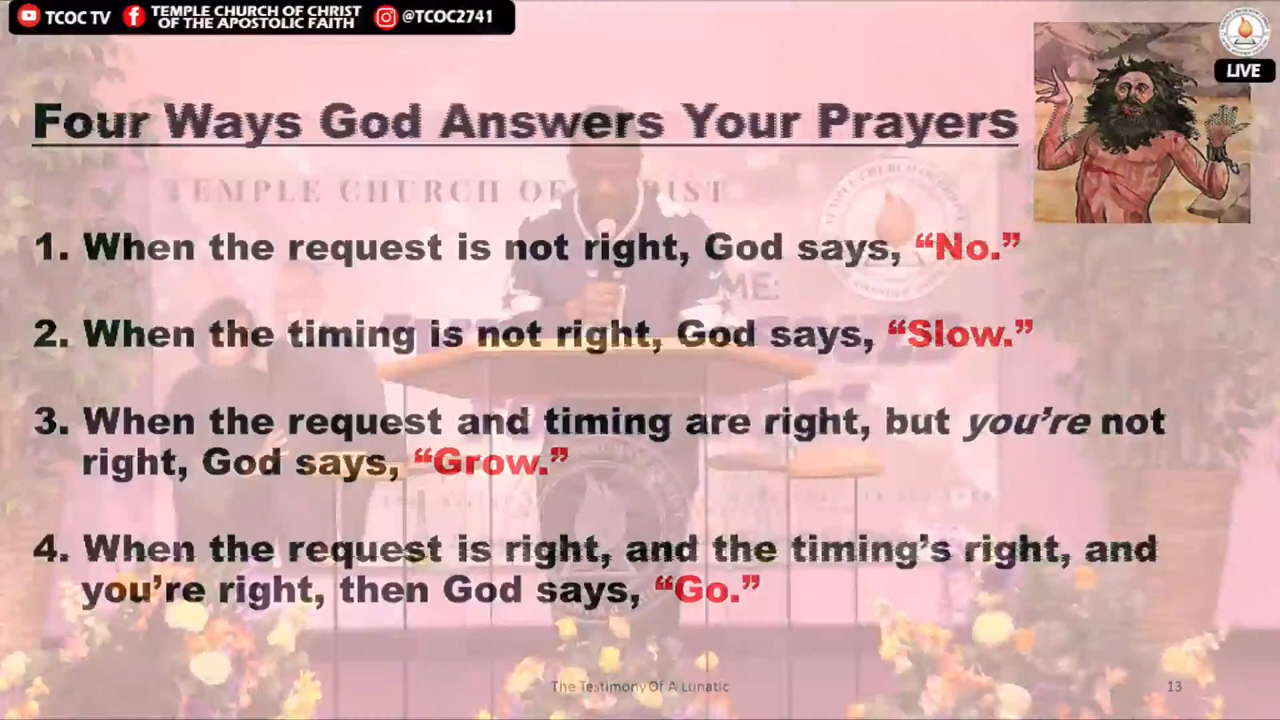 TCOC TV
TEMPLE CHURCH OF CHRIST
OF THE APOSTOLIC FAITH
@TCOC2741
LIVE
Four Ways God Answers Your Prayers
TEMPLE CHURCH OF CHRIST
1. When the request is not right, God says, “No.”
ME:
2. When the timing is not right, God says, “Slow.”
3. When the request and timing are right, but you’re not
right, God says, “Grow.”
4. When the request is right, and the timing’s right, and
you’re right, then God says, “Go.”
The Testimony Of A Lunatic
13